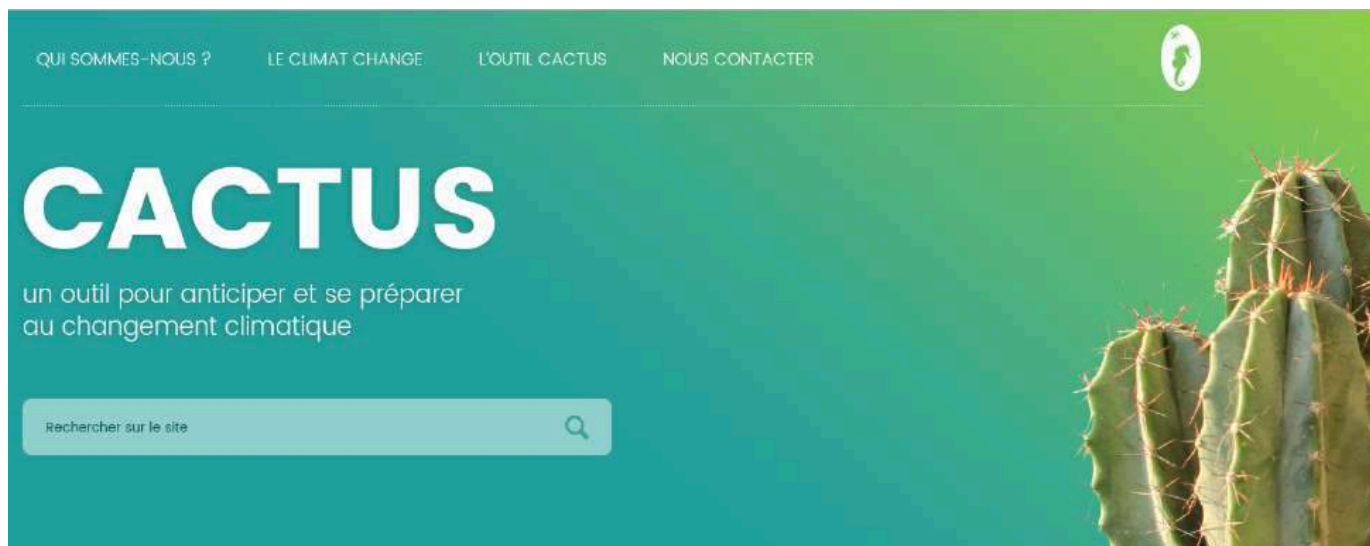 QUI SOMMES-NOUS ?
LE CLIMAT CHANGE
L'OUTIL CACTUS
NOUS CONTACTER
CACTUS
un outil pour anticiper et se préparer
au changement climatique
Rechercher sur le site